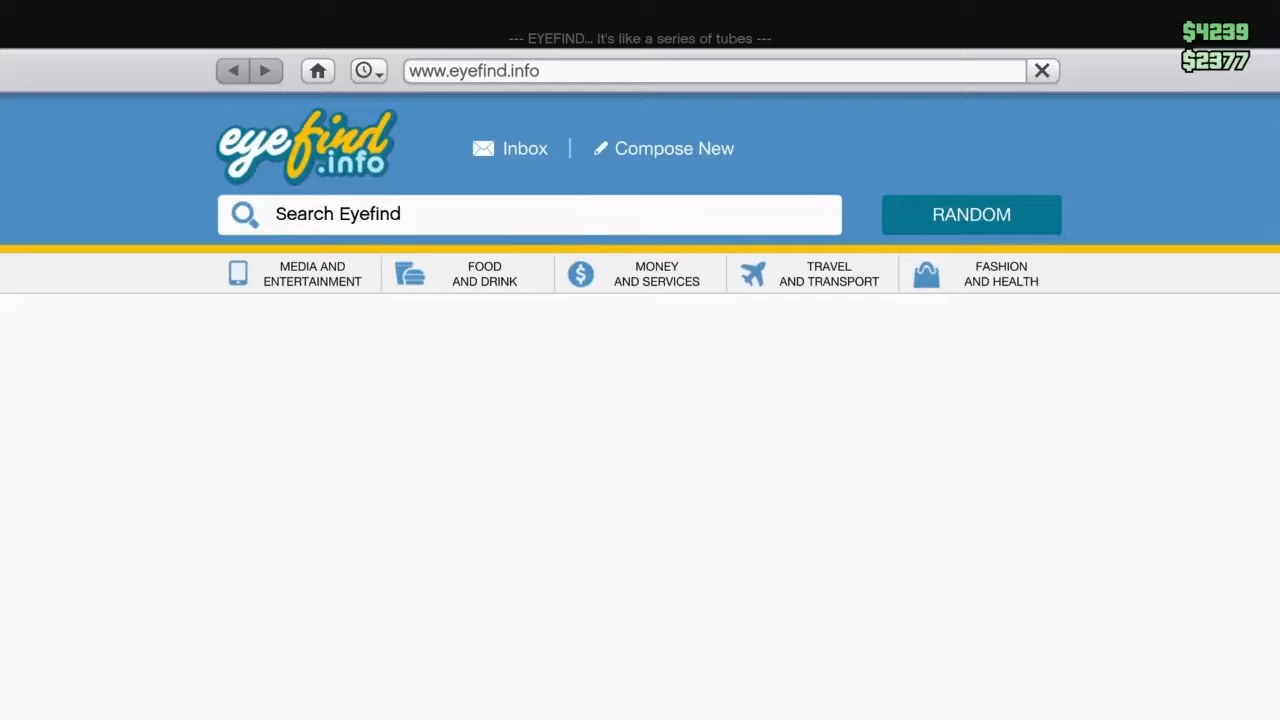 --- EYEFIND... It's like a series of tubes ---
$4239
$2377
www.eyefind.info
eyefind
.info
Inbox
Compose New
Search Eyefind
RANDOM
MEDIA AND
ENTERTAINMENT
FOOD
AND DRINK
MONEY
AND SERVICES
TRAVEL
AND TRANSPORT
FASHION
AND HEALTH